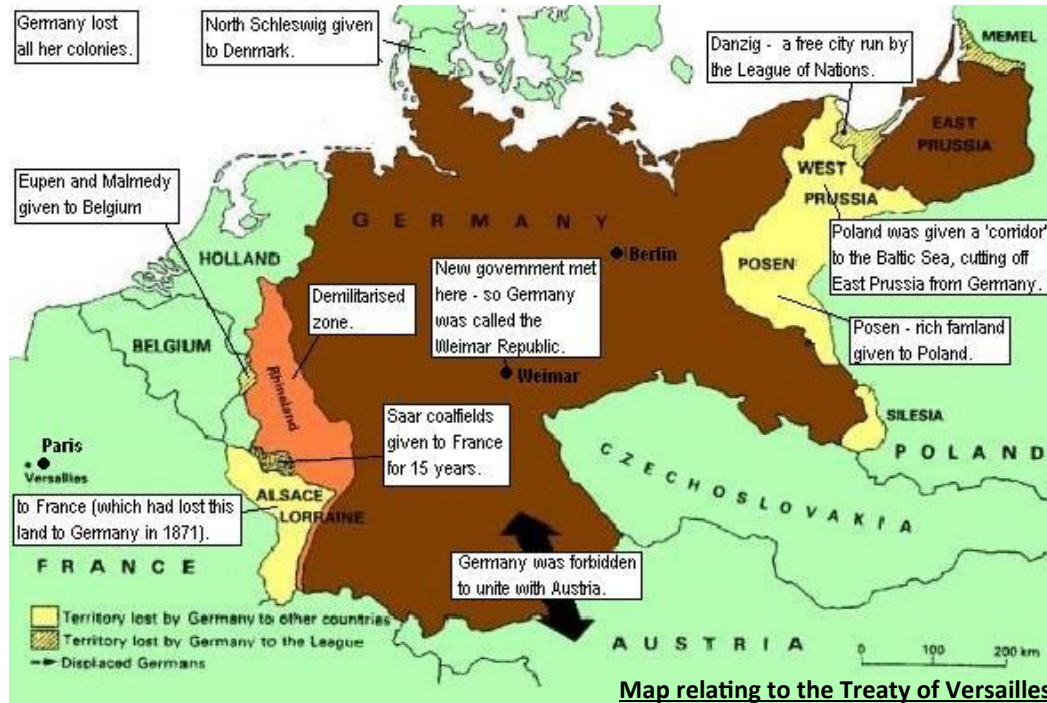 Germany lost
all her colonies.
North Schleswig given
to Denmark.
Danzig - a free city run by
the League of Nations.
MEMEL
EAST
PRUSSIA
Eupen and Malmedy
given to Belgium
WEST
PRUSSIA
GERMANY
HOLLAND
Berlin
POSEN
Poland was given a 'corridor'
to the Baltic Sea, cutting off
East Prussia from Germany.
New government met
here - so Germany
was called the
Weimar Republic.
Demilitarised
zone.
Posen - rich famland
given to Poland.
BELGIUM
Rhineland
Weimar
Saar coalfields
given to France
for 15 years.
SILESIA
POLAND
Paris
Versailles
CZECHOSLOVAKIA
ALSACE
LORRAINE
to France (which had lost this
land to Germany in 1871).
FRANCE
Germany was forbidden
to unite with Austria.
AUSTRIA
Territory lost by Germany to other countries
Territory lost by Germany to the League
Displaced Germans
0 100 200 km
Map relating to the Treaty of Versailles